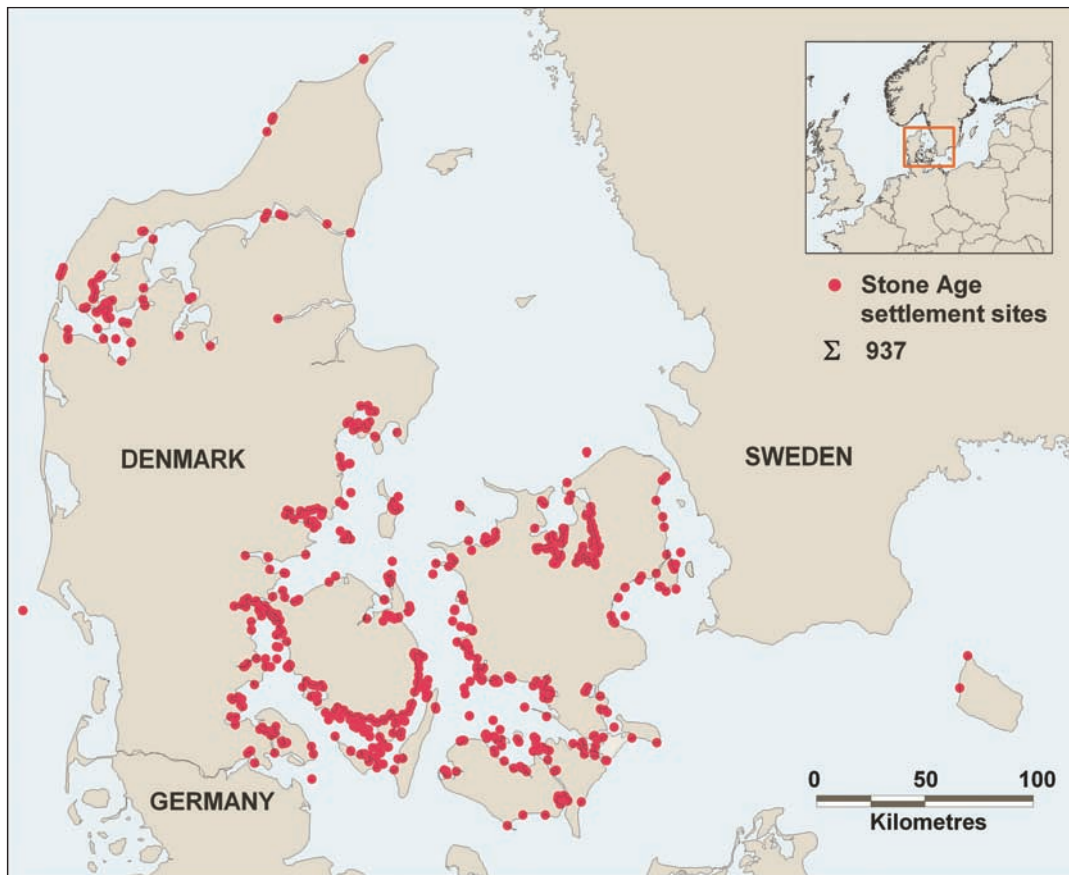 Stone Age
settlement sites
Σ 937
DENMARK
SWEDEN
GERMANY
0 50 100
Kilometres